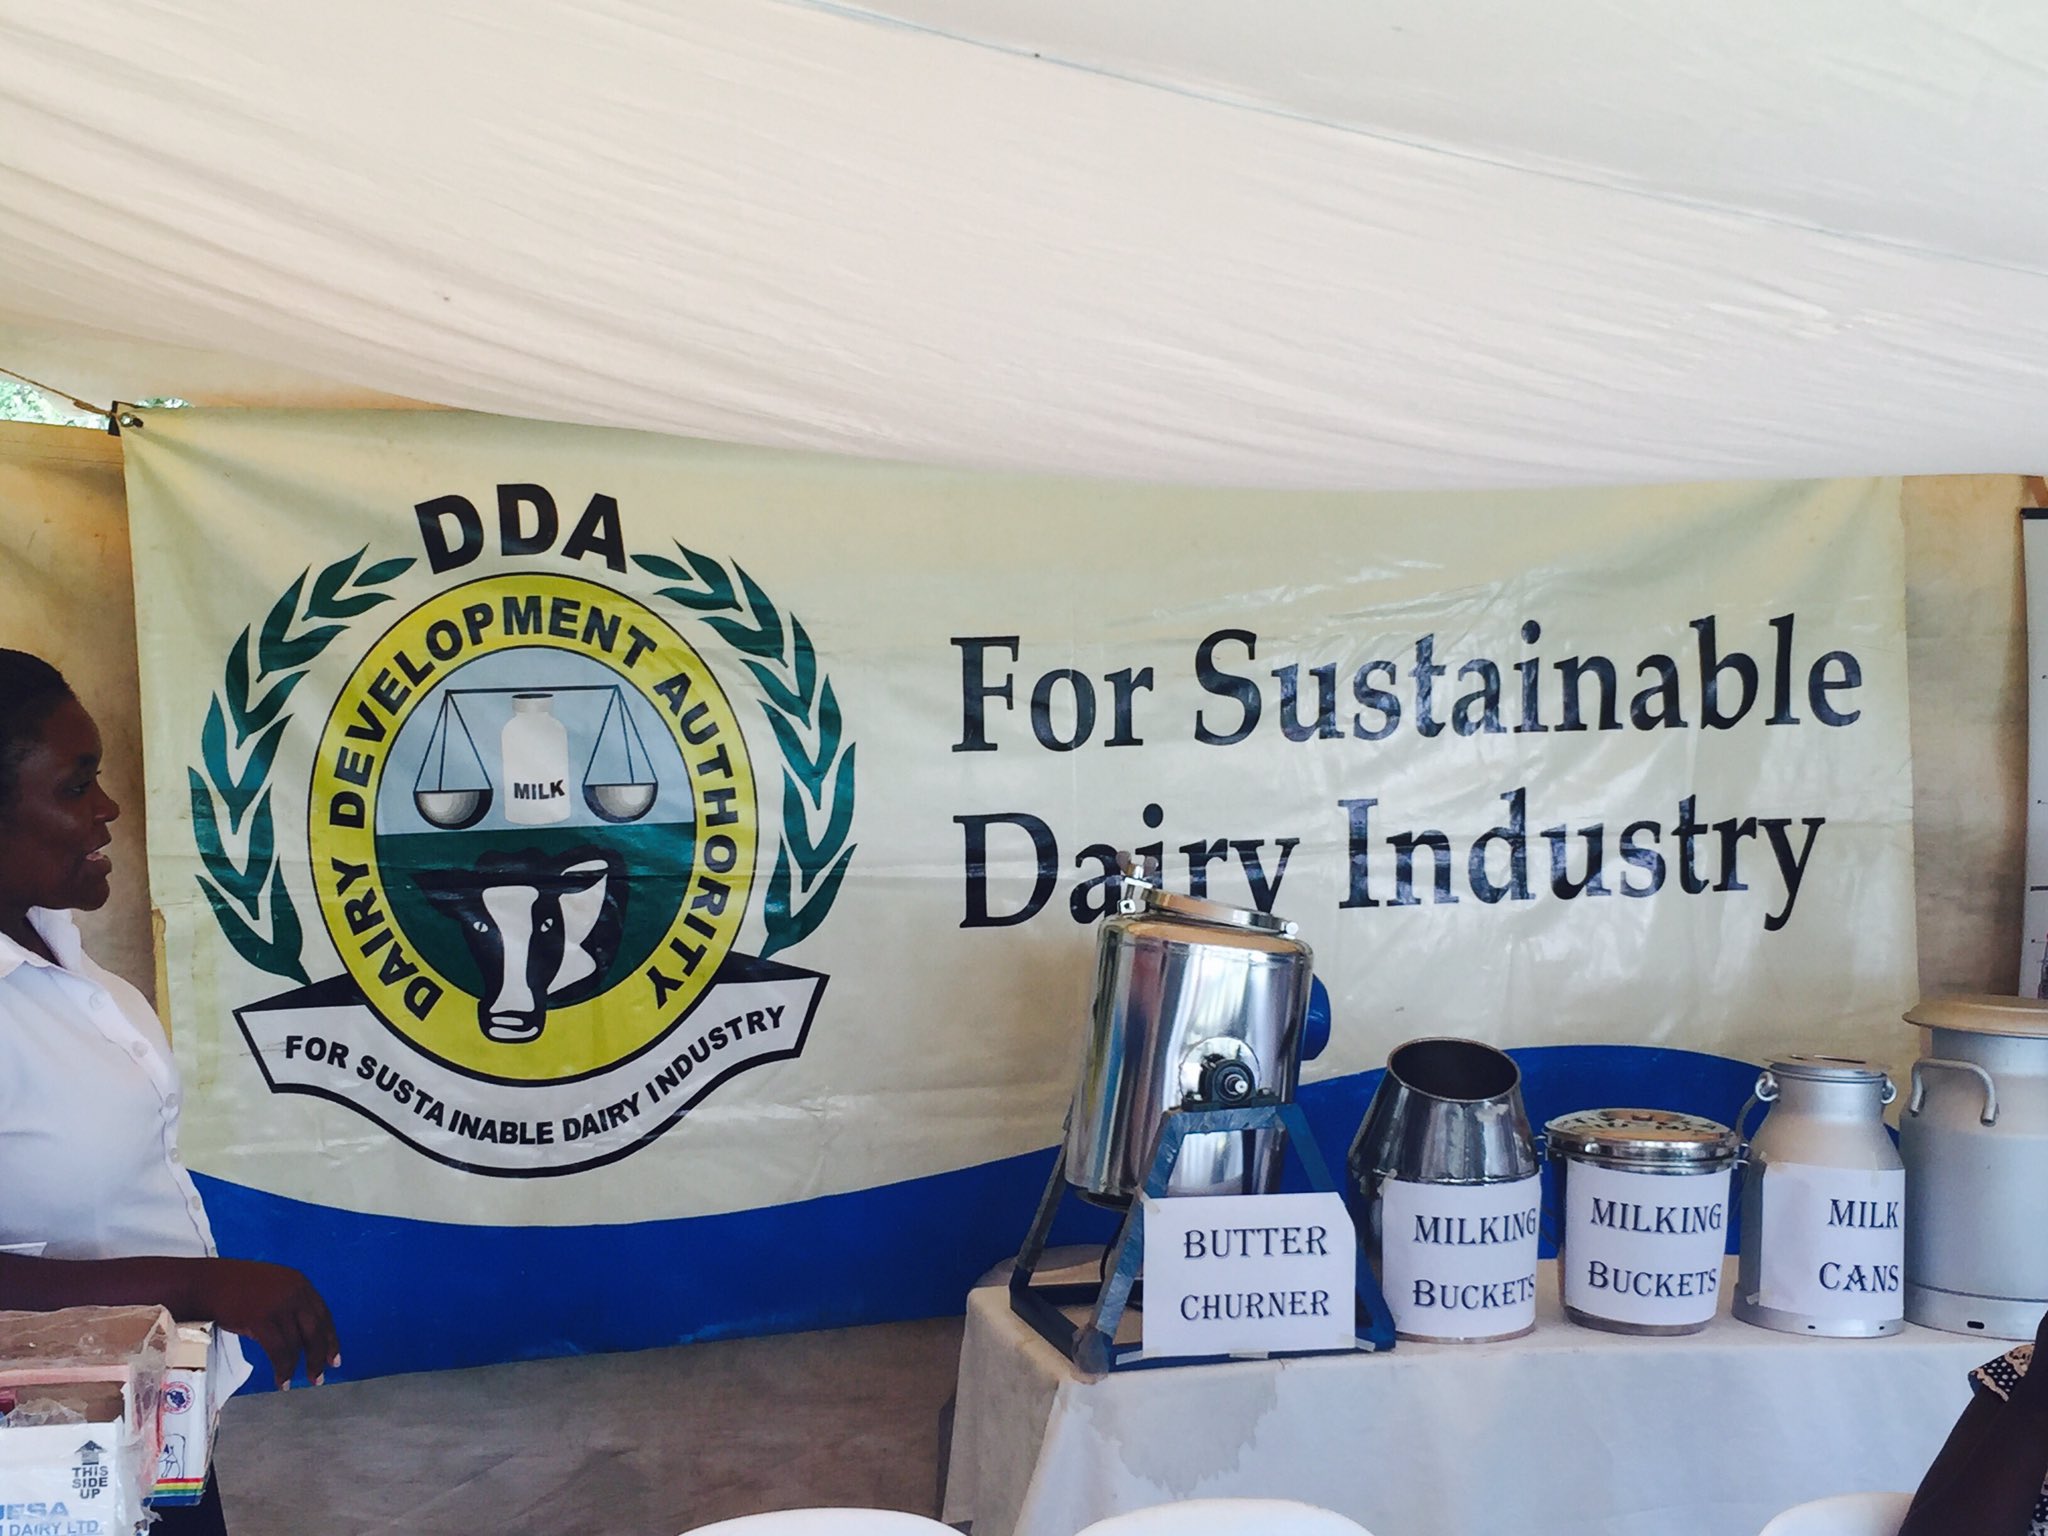 DDA
DAIRY DEVELOPMENT AUTHORITY
MILK
FOR SUSTAINABLE DAIRY INDUSTRY
For Sustainable
Dairy Industry
BUTTER
CHURNER
MILKING
BUCKETS
MILKING
BUCKETS
MILK
CANS
THIS
SIDE
UP
DAIRY LTD.